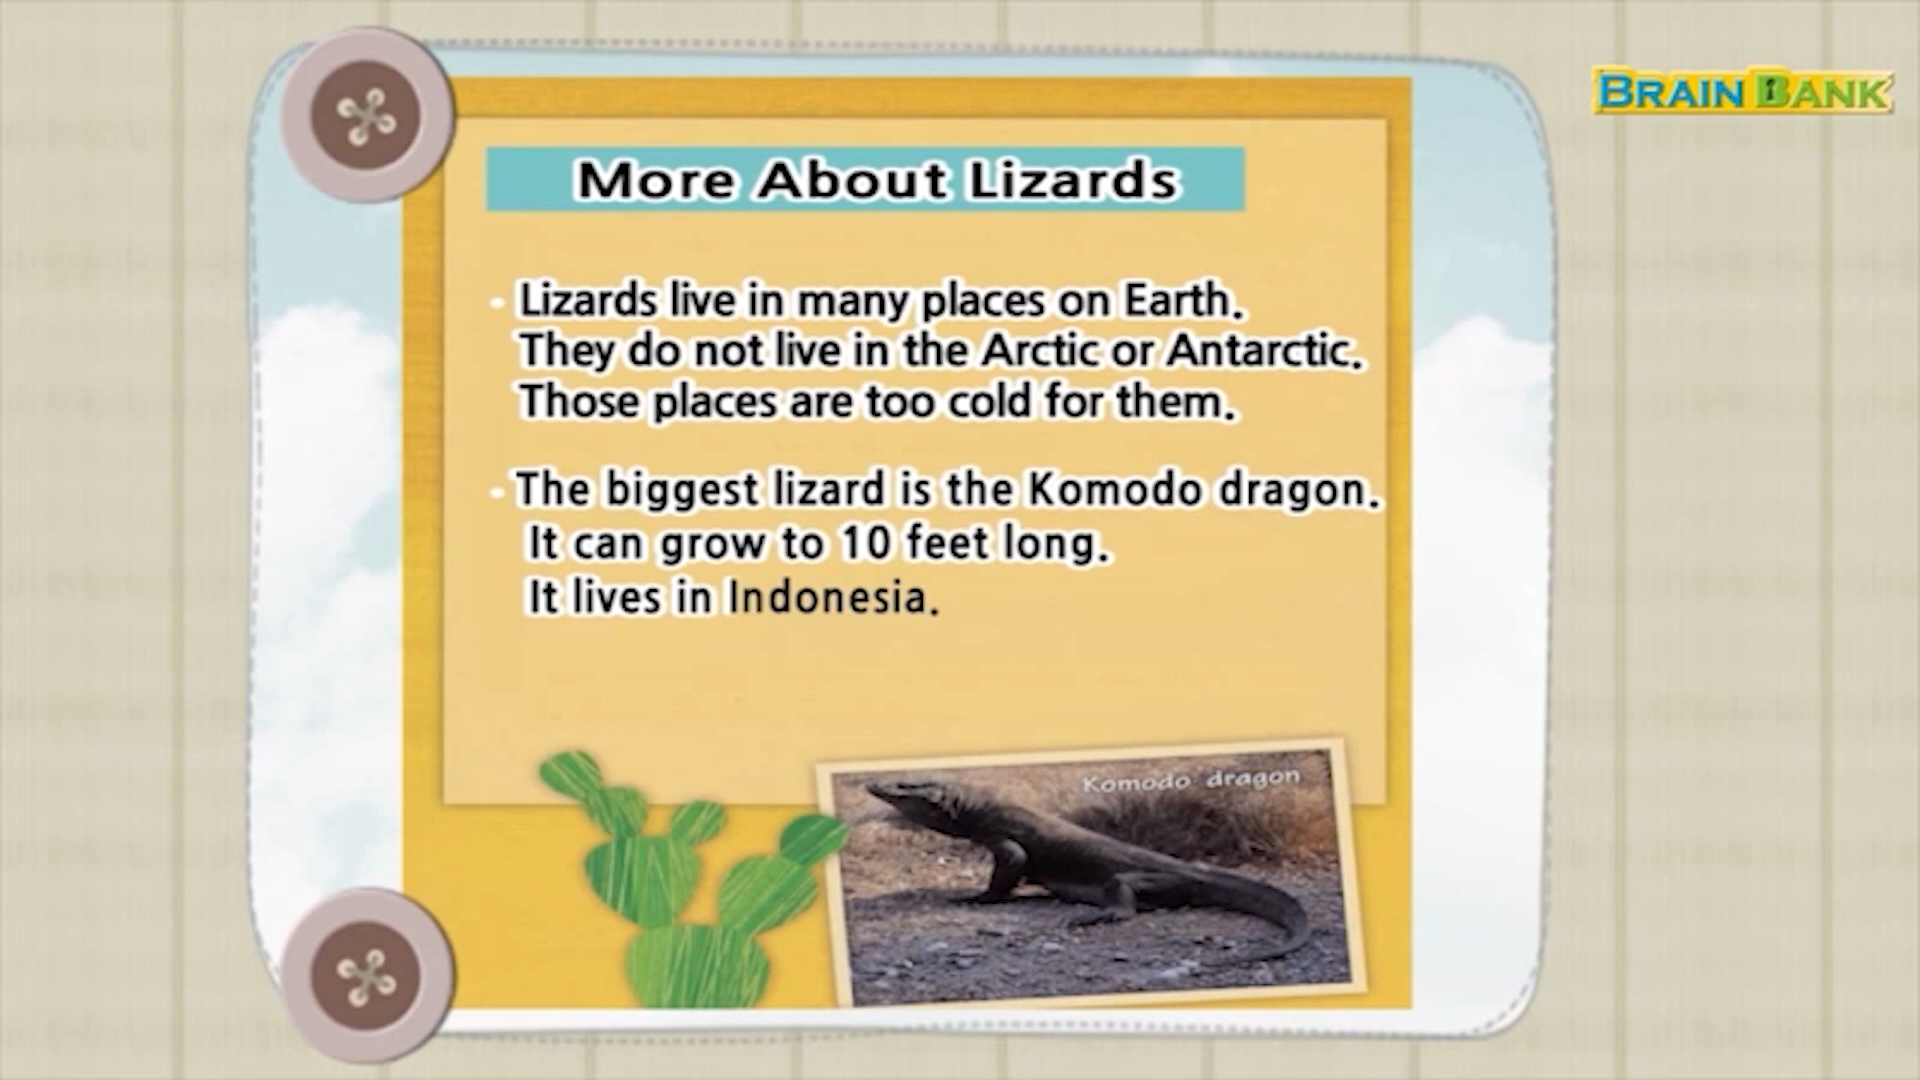 BRAIN BANK
More About Lizards
- Lizards live in many places on Earth.
They do not live in the Arctic or Antarctic.
Those places are too cold for them.
- The biggest lizard is the Komodo dragon.
It can grow to 10 feet long.
It lives in Indonesia.
Komodo dragon